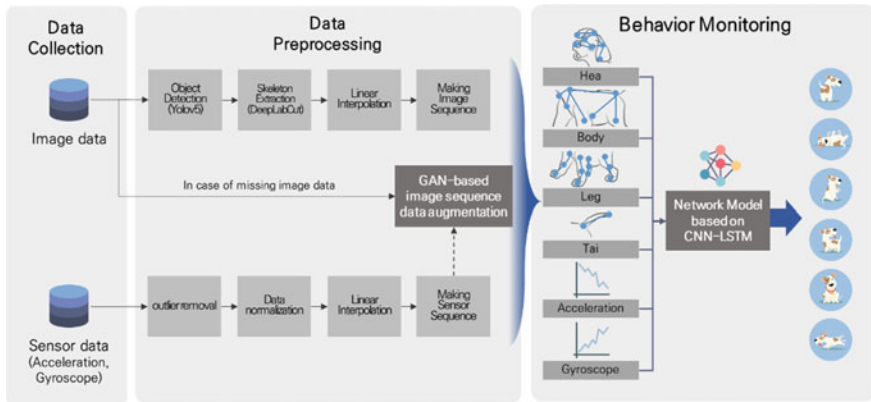 Data
Collection
Image data
Sensor data
(Acceleration,
Gyroscope)
Data
Preprocessing
Object
Detection
(Yolov5)
Skeleton
Extraction
(DeepLabCut)
Linear
Interpolation
Making
Image
Sequence
In case of missing image data
GAN-based
image sequence
data augmentation
outlier removal
Data
normalization
Linear
Interpolation
Making
Sensor
Sequence
Behavior Monitoring
Hea
Body
Leg
Tai
Acceleration
Gyroscope
Network Model
based on
CNN-LSTM